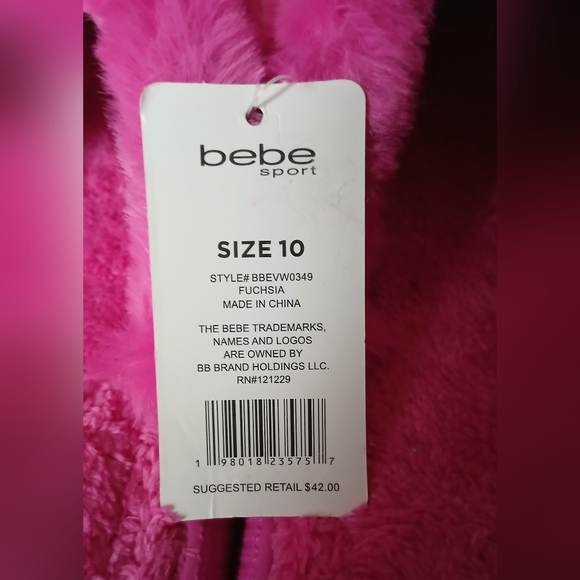 bebe
sport
SIZE 10
STYLE# BBEVW0349
FUCHSIA
MADE IN CHINA
THE BEBE TRADEMARKS,
NAMES AND LOGOS
ARE OWNED BY
BB BRAND HOLDINGS LLC.
RN#121229
1 98018 23575 7
SUGGESTED RETAIL $42.00